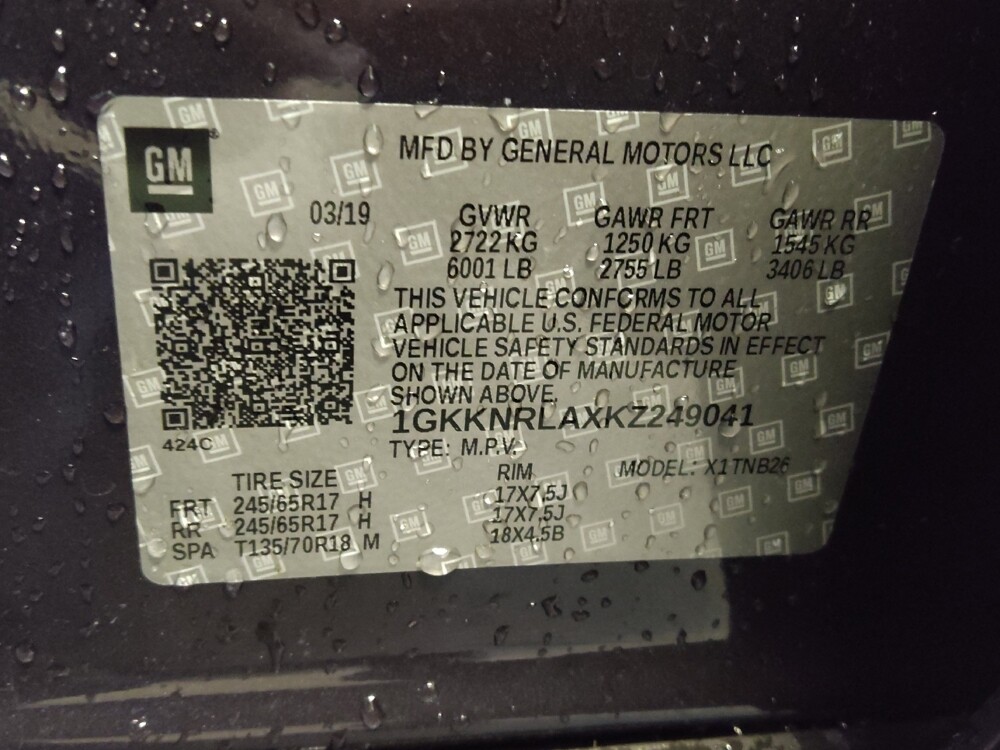 GM
MFD BY GENERAL MOTORS LLC
03/19 GVWR GAWR FRT GAWR RR
2722 KG 1250 KG 1545 KG
6001 LB 2755 LB 3406 LB
THIS VEHICLE CONFORMS TO ALL
APPLICABLE U.S. FEDERAL MOTOR
VEHICLE SAFETY STANDARDS IN EFFECT
ON THE DATE OF MANUFACTURE
SHOWN ABOVE.
1GKKNRLAXKZ249041
424C
TYPE: M.P.V.
TIRE SIZE RIM MODEL: X1TNB26
FRT 245/65R17 H 17X7.5J
RR 245/65R17 H 17X7.5J
SPA T135/70R18 M 18X4.5B